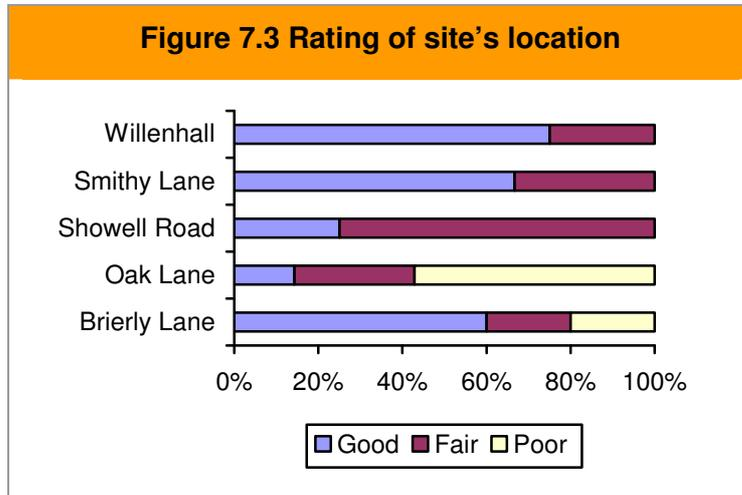 Figure 7.3 Rating of site's location
Willenhall
Smithy Lane
Showell Road
Oak Lane
Brierly Lane
0% 20% 40% 60% 80% 100%
Good Fair Poor